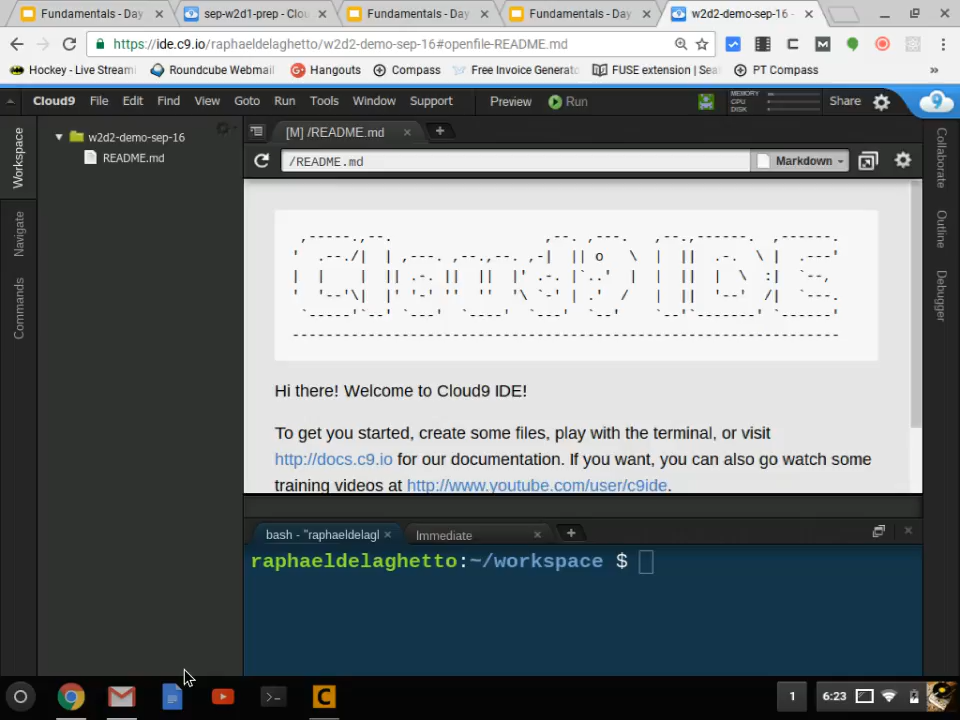 Fundamentals - Day
sep-w2d1-prep - Clou
Fundamentals - Day
Fundamentals - Day
w2d2-demo-sep-16 -
https://ide.c9.io/raphaeldelaghetto/w2d2-demo-sep-16#openfile-README.md
Hockey - Live Stream
Roundcube Webmail
Hangouts
Compass
Free Invoice Generato
FUSE extension | Sea
PT Compass
»
Cloud9 File Edit Find View Goto Run Tools Window Support Preview Run MEMORY CPU DISK Share
Workspace
Navigate
Commands
w2d2-demo-sep-16
README.md
[M] /README.md
/README.md
Markdown
Cloud9 IDE
Hi there! Welcome to Cloud9 IDE!
To get you started, create some files, play with the terminal, or visit
http://docs.c9.io for our documentation. If you want, you can also go watch some
training videos at http://www.youtube.com/user/c9ide.
Collaborate
Outline
Debugger
bash - "raphaeldelagl
Immediate
raphaeldelaghetto:~/workspace $
1
6:23